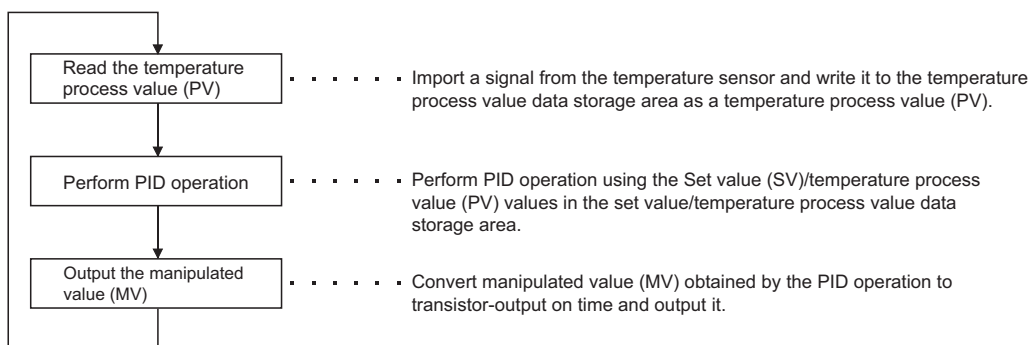 Read the temperature
process value (PV)
Import a signal from the temperature sensor and write it to the temperature
process value data storage area as a temperature process value (PV).
Perform PID operation
Perform PID operation using the Set value (SV)/temperature process
value (PV) values in the set value/temperature process value data
storage area.
Output the manipulated
value (MV)
Convert manipulated value (MV) obtained by the PID operation to
transistor-output on time and output it.